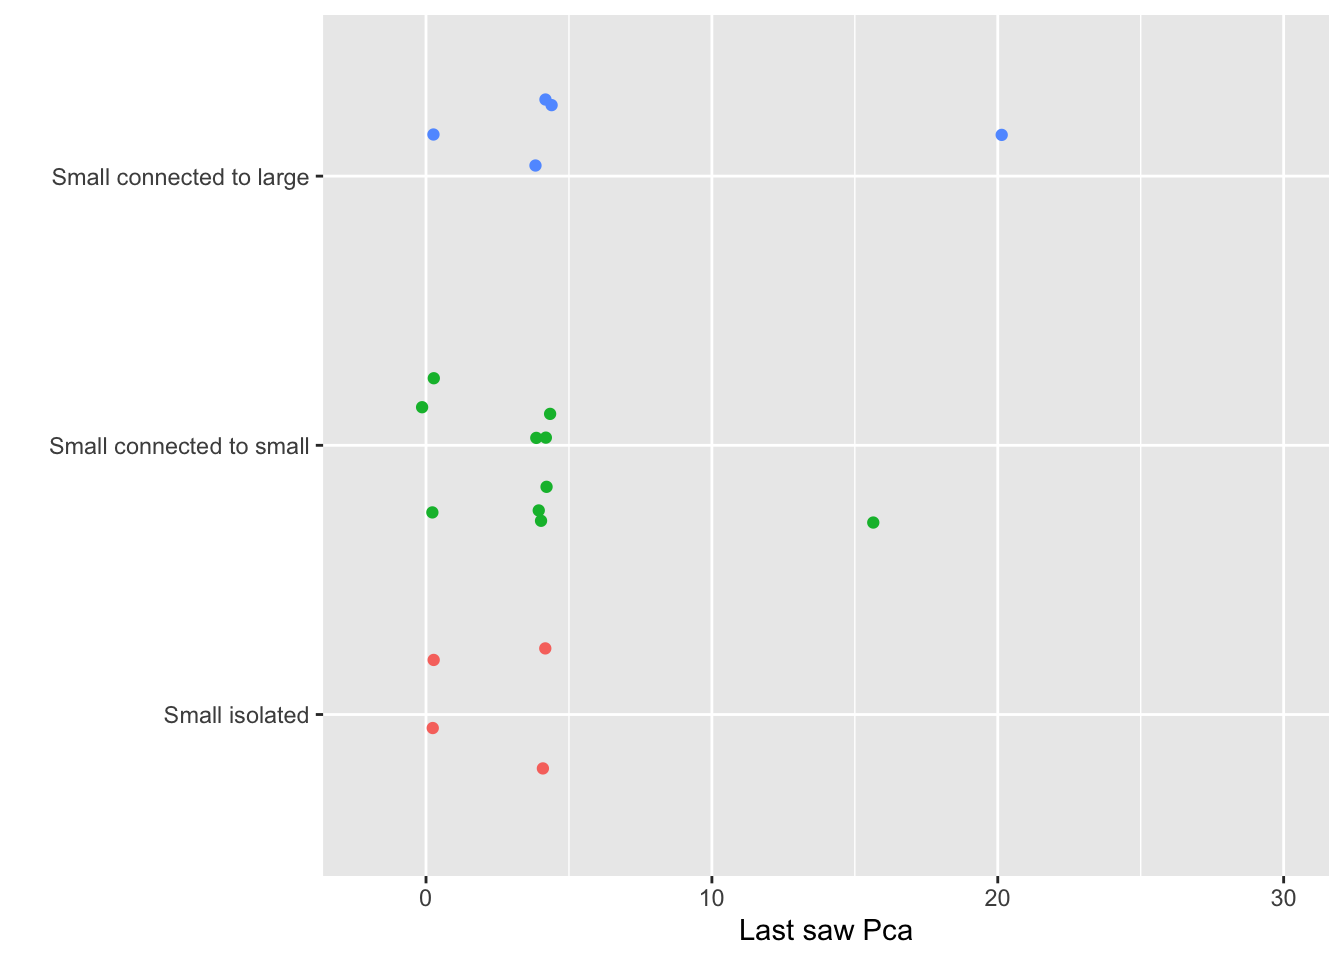 Small connected to large
Small connected to small
Small isolated
0 10 20 30
Last saw Pca